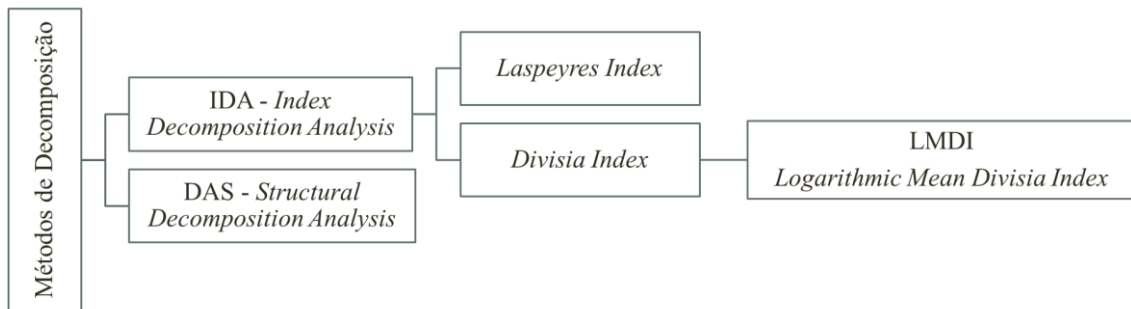 Métodos de Decomposição
IDA - Index
Decomposition Analysis
DAS - Structural
Decomposition Analysis
Laspeyres Index
Divisia Index
LMDI
Logarithmic Mean Divisia Index